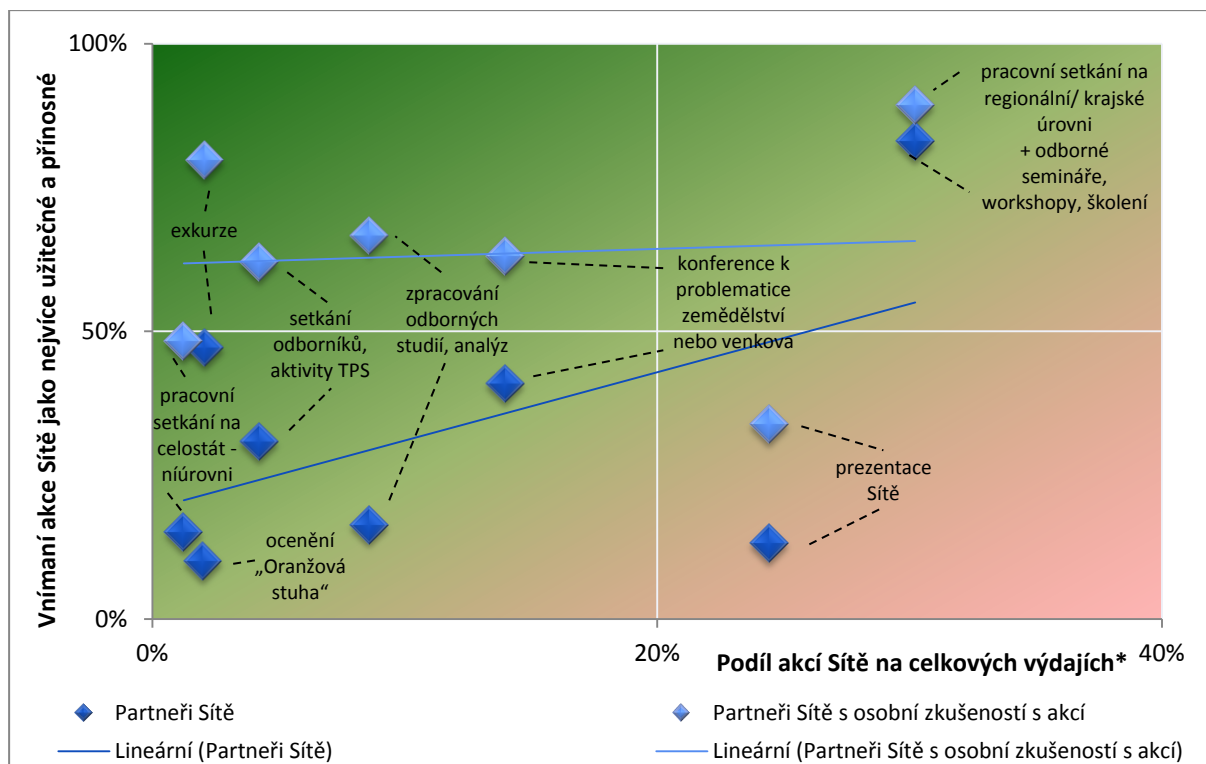 Vnímaní akce Sítě jako nejvíce užitečné a přínosné
100%
50%
0%
pracovní setkání na
regionální/ krajské
úrovni
+ odborné
semináře,
workshopy, školení
exkurze
setkání
odborníků,
aktivity TPS
zpracování
odborných
studií, analýz
konference k
problematice
zemědělství
nebo venkova
pracovní
setkání na
celostát -
níúrovni
ocenění
„Oranžová
stuha“
prezentace
Sítě
0%
20%
40%
Podíl akcí Sítě na celkových výdajích*
Partneři Sítě
Partneři Sítě s osobní zkušeností s akcí
Lineární (Partneři Sítě)
Lineární (Partneři Sítě s osobní zkušeností s akcí)